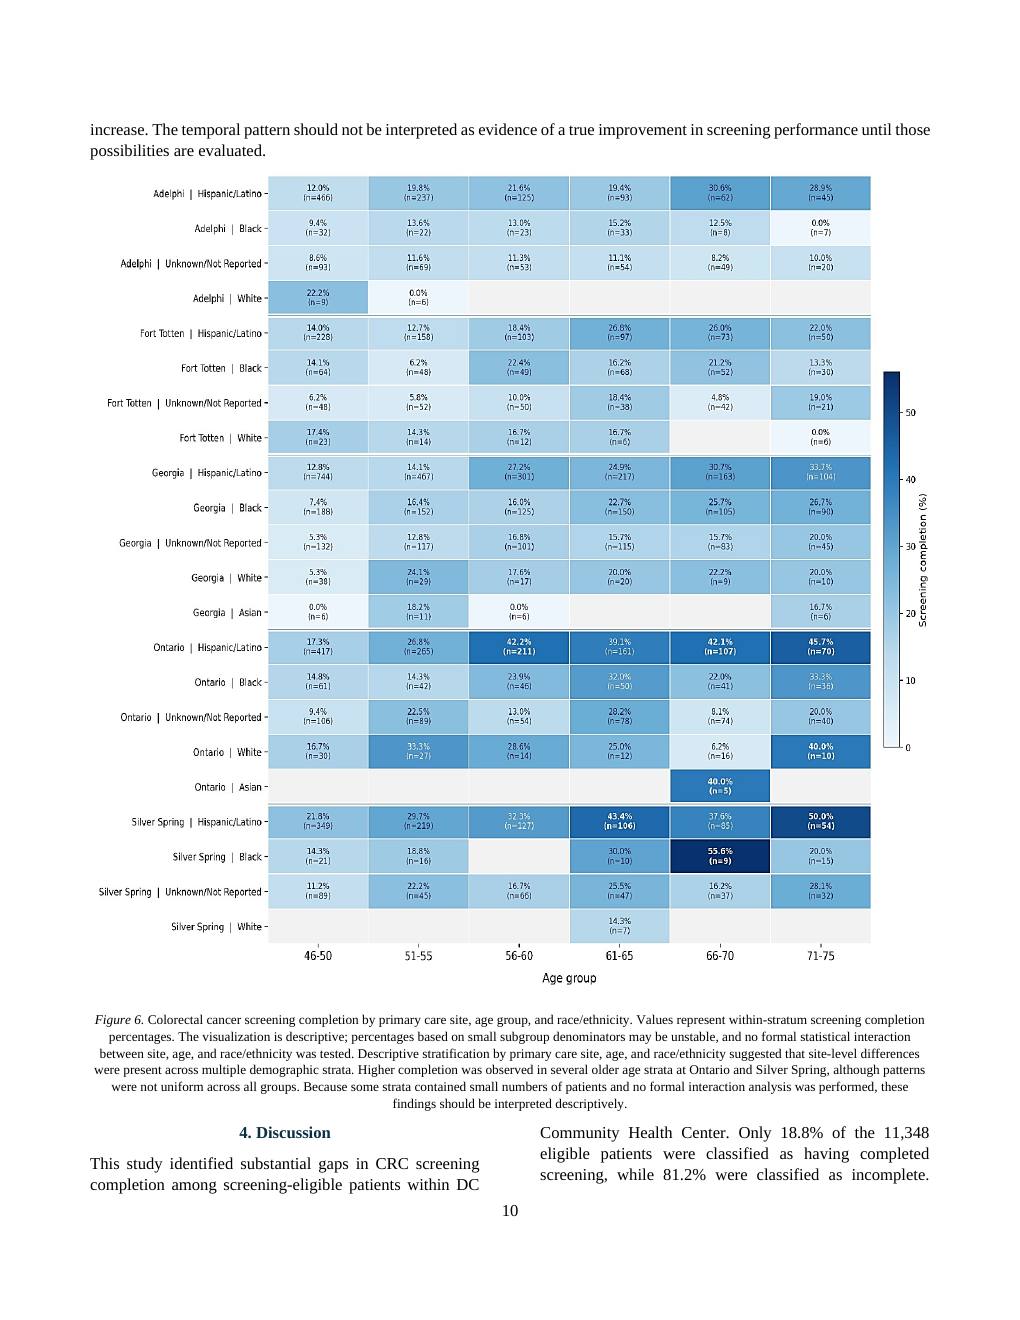 increase. The temporal pattern should not be interpreted as evidence of a true improvement in screening performance until those
possibilities are evaluated.
Adelphi | Hispanic/Latino
12.0% 19.8% 21.6% 19.4% 30.6% 28.9%
(n=466) (n=237) (n=125) (n=93) (n=62) (n=45)
Adelphi | Black
9.4% 13.6% 13.0% 15.2% 12.5% 0.0%
(n=32) (n=22) (n=23) (n=33) (n=8) (n=7)
Adelphi | Unknown/Not Reported
8.6% 11.6% 11.3% 11.1% 8.2% 10.0%
(n=93) (n=69) (n=53) (n=54) (n=49) (n=20)
Adelphi | White
22.2% 0.0%
(n=9) (n=6)
Fort Totten | Hispanic/Latino
14.0% 12.7% 18.4% 26.8% 26.0% 22.0%
(n=228) (n=158) (n=103) (n=97) (n=73) (n=50)
Fort Totten | Black
14.1% 6.2% 22.4% 16.2% 21.2% 13.3%
(n=64) (n=48) (n=49) (n=68) (n=52) (n=30)
Fort Totten | Unknown/Not Reported
6.2% 5.8% 10.0% 18.4% 4.8% 19.0%
(n=48) (n=52) (n=50) (n=38) (n=42) (n=21)
Fort Totten | White
17.4% 14.3% 16.7% 16.7% 0.0%
(n=23) (n=14) (n=12) (n=6) (n=6)
Georgia | Hispanic/Latino
12.8% 14.1% 27.2% 24.9% 30.7% 33.7%
(n=744) (n=467) (n=301) (n=217) (n=163) (n=104)
Georgia | Black
7.4% 16.4% 16.0% 22.7% 25.7% 26.7%
(n=188) (n=152) (n=125) (n=150) (n=105) (n=90)
Georgia | Unknown/Not Reported
5.3% 12.8% 16.8% 15.7% 15.7% 20.0%
(n=132) (n=117) (n=101) (n=115) (n=83) (n=45)
Georgia | White
5.3% 24.1% 17.6% 20.0% 22.2% 20.0%
(n=38) (n=29) (n=17) (n=20) (n=9) (n=10)
Georgia | Asian
0.0% 18.2% 0.0% 16.7%
(n=6) (n=11) (n=6) (n=6)
Ontario | Hispanic/Latino
17.3% 26.8% 42.2% 39.1% 42.1% 45.7%
(n=417) (n=265) (n=211) (n=161) (n=107) (n=70)
Ontario | Black
14.8% 14.3% 23.9% 32.0% 22.0% 33.3%
(n=61) (n=42) (n=46) (n=50) (n=41) (n=36)
Ontario | Unknown/Not Reported
9.4% 22.5% 13.0% 28.2% 8.1% 20.0%
(n=106) (n=89) (n=54) (n=78) (n=74) (n=40)
Ontario | White
16.7% 33.3% 28.6% 25.0% 6.2% 40.0%
(n=30) (n=27) (n=14) (n=12) (n=16) (n=10)
Ontario | Asian
40.0%
(n=5)
Silver Spring | Hispanic/Latino
21.8% 29.7% 32.3% 43.4% 37.6% 50.0%
(n=349) (n=219) (n=127) (n=106) (n=85) (n=54)
Silver Spring | Black
14.3% 18.8% 30.0% 55.6% 20.0%
(n=21) (n=16) (n=10) (n=9) (n=15)
Silver Spring | Unknown/Not Reported
11.2% 22.2% 16.7% 25.5% 16.2% 28.1%
(n=89) (n=45) (n=66) (n=47) (n=37) (n=32)
Silver Spring | White
14.3%
(n=7)
46-50 51-55 56-60 61-65 66-70 71-75
Age group
50
40
30
20
10
0
Screening completion (%)
Figure 6. Colorectal cancer screening completion by primary care site, age group, and race/ethnicity. Values represent within-stratum screening completion
percentages. The visualization is descriptive; percentages based on small subgroup denominators may be unstable, and no formal statistical interaction
between site, age, and race/ethnicity was tested. Descriptive stratification by primary care site, age, and race/ethnicity suggested that site-level differences
were present across multiple demographic strata. Higher completion was observed in several older age strata at Ontario and Silver Spring, although patterns
were not uniform across all groups. Because some strata contained small numbers of patients and no formal interaction analysis was performed, these
findings should be interpreted descriptively.
4. Discussion
This study identified substantial gaps in CRC screening
completion among screening-eligible patients within DC
Community Health Center. Only 18.8% of the 11,348
eligible patients were classified as having completed
screening, while 81.2% were classified as incomplete.
10